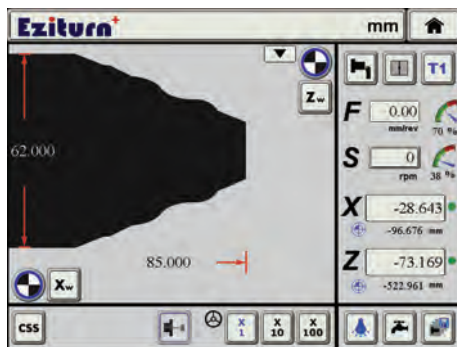 Eziturn+ mm
Zw
T1
F 0.00
mm/rev 70 %
62.000
S 0
rpm 38 %
X -28.643
-96.676 mm
85.000
Z -73.169
-522.961 mm
Xw
CSS
X 1
X 10
X 100